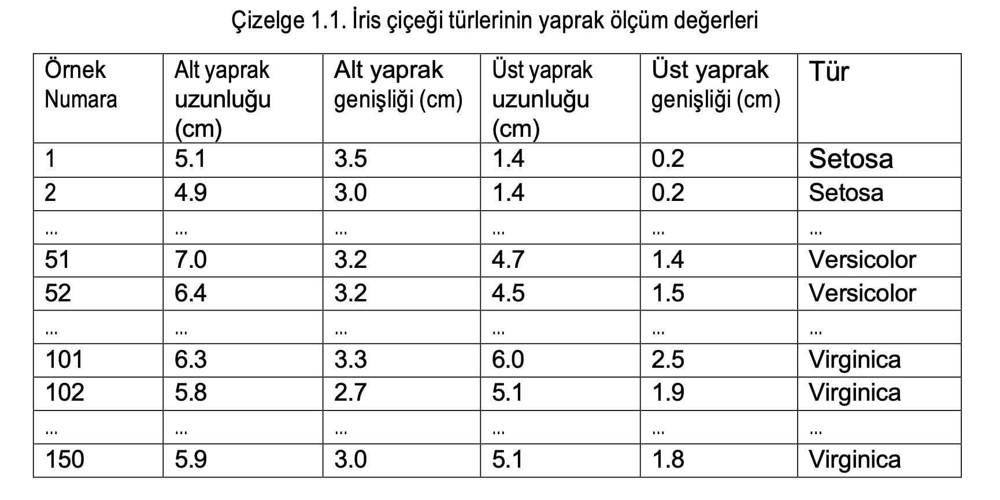 Çizelge 1.1. İris çiçeği türlerinin yaprak ölçüm değerleri
Örnek Numara Alt yaprak uzunluğu (cm) Alt yaprak genişliği (cm) Üst yaprak uzunluğu (cm) Üst yaprak genişliği (cm) Tür
1 5.1 3.5 1.4 0.2 Setosa
2 4.9 3.0 1.4 0.2 Setosa
... ... ... ... ... ...
51 7.0 3.2 4.7 1.4 Versicolor
52 6.4 3.2 4.5 1.5 Versicolor
... ... ... ... ... ...
101 6.3 3.3 6.0 2.5 Virginica
102 5.8 2.7 5.1 1.9 Virginica
... ... ... ... ... ...
150 5.9 3.0 5.1 1.8 Virginica